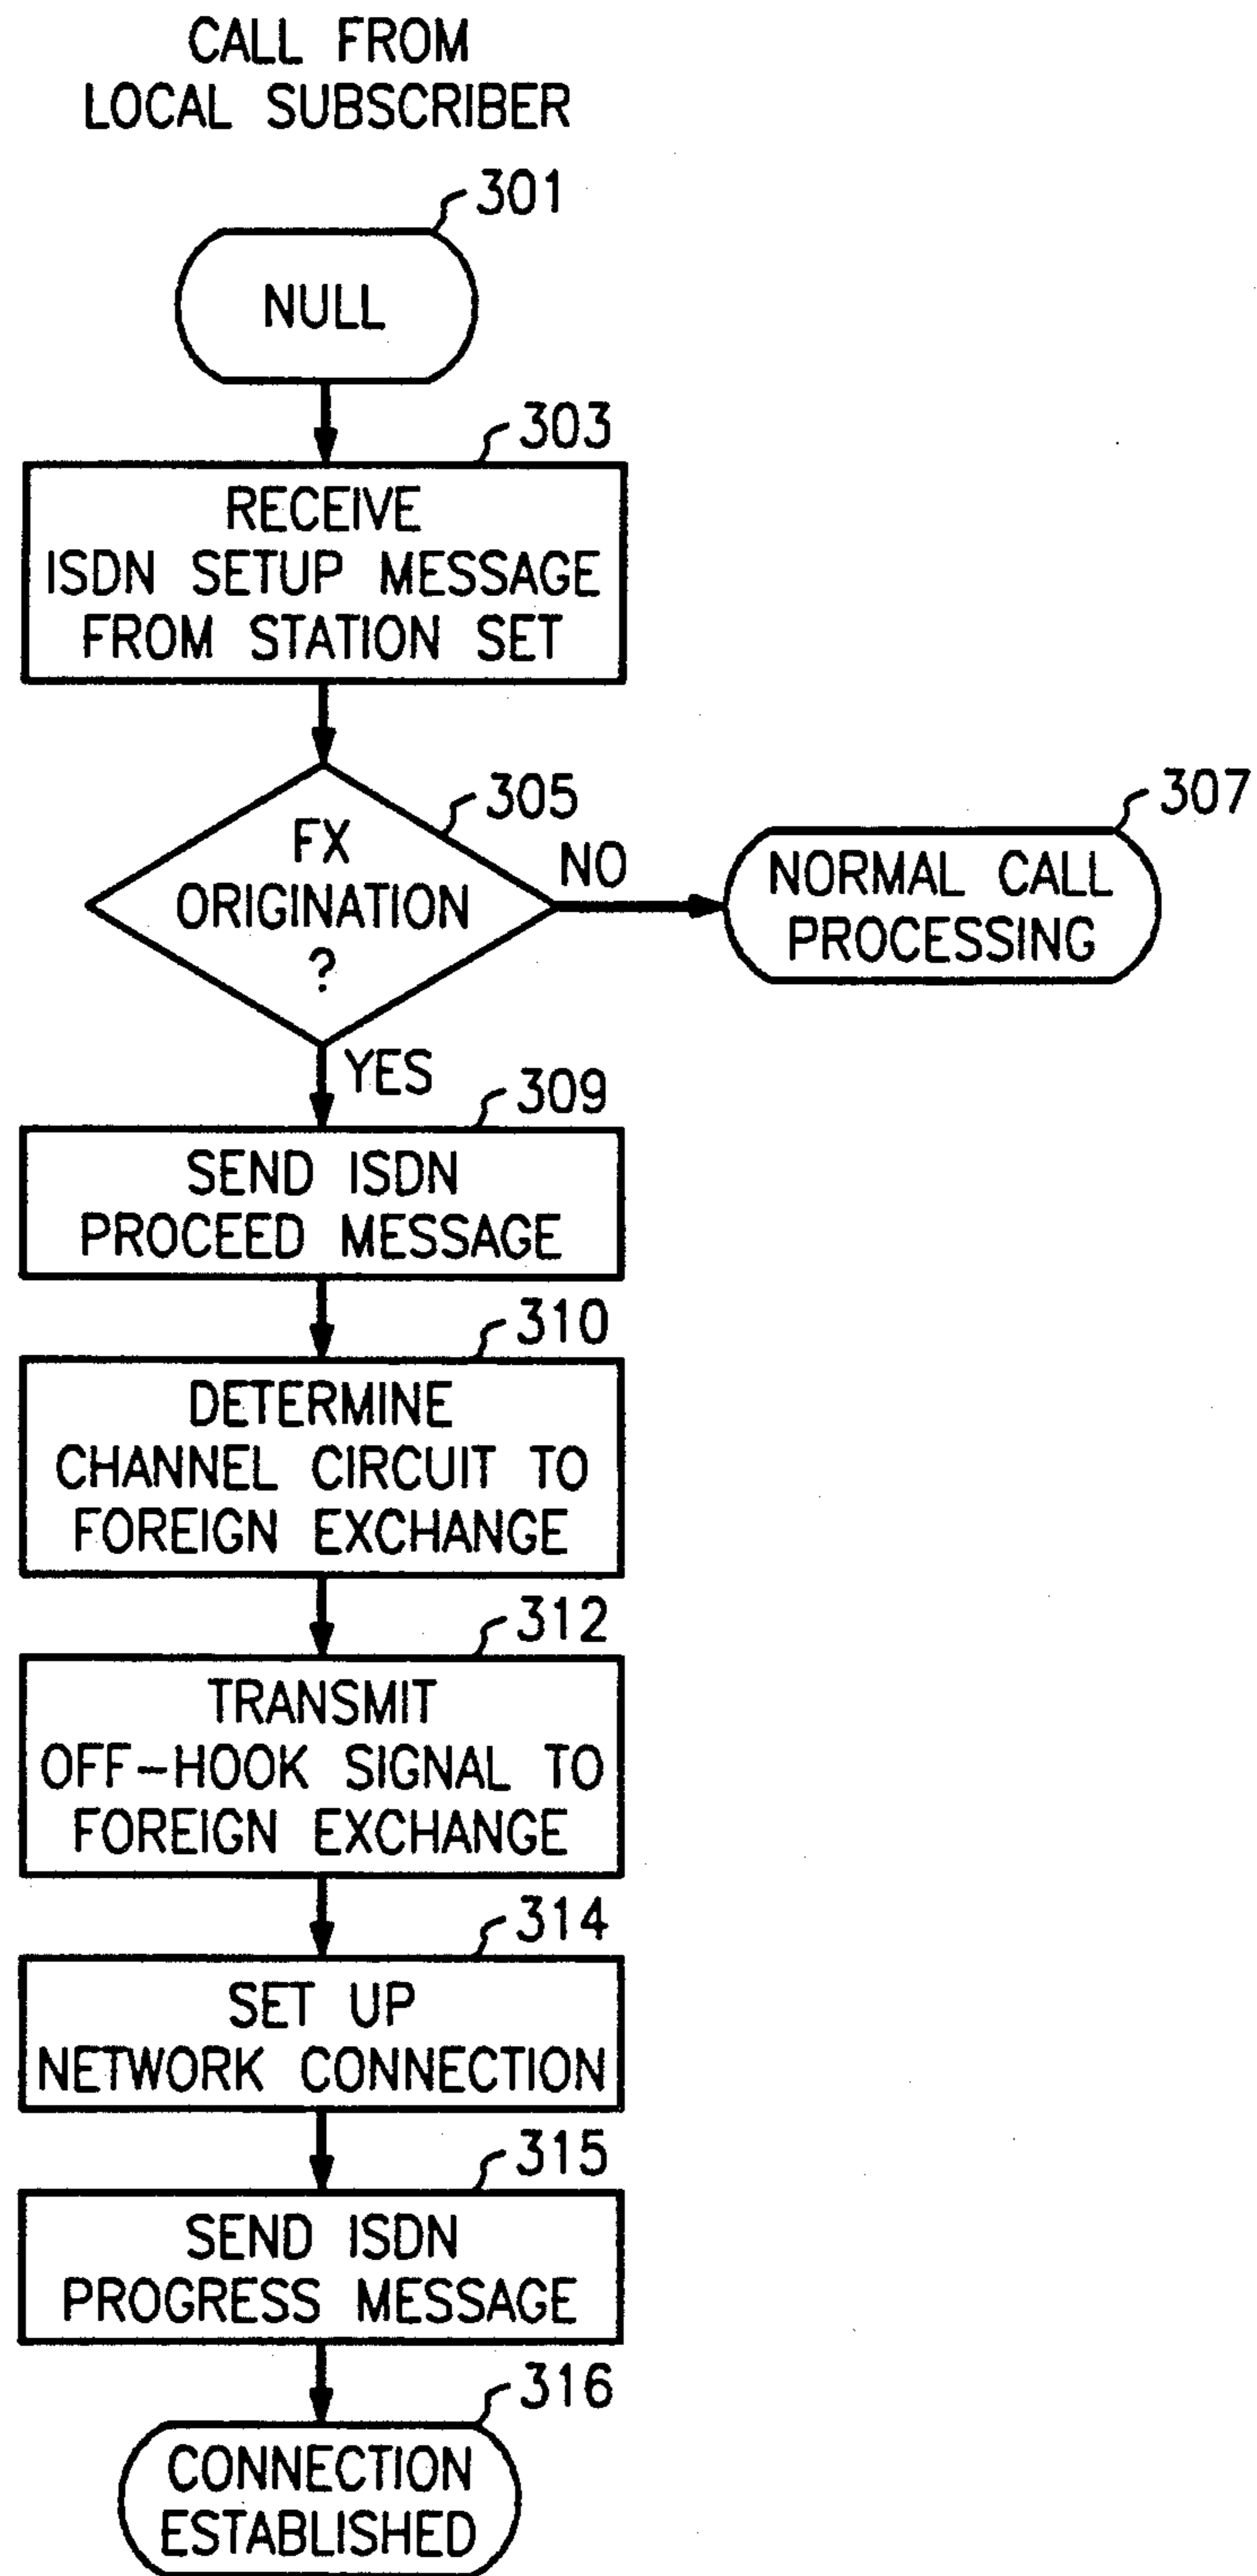 CALL FROM
LOCAL SUBSCRIBER
301
NULL
303
RECEIVE
ISDN SETUP MESSAGE
FROM STATION SET
305
FX
ORIGINATION
?
NO
307
NORMAL CALL
PROCESSING
YES
309
SEND ISDN
PROCEED MESSAGE
310
DETERMINE
CHANNEL CIRCUIT TO
FOREIGN EXCHANGE
312
TRANSMIT
OFF-HOOK SIGNAL TO
FOREIGN EXCHANGE
314
SET UP
NETWORK CONNECTION
315
SEND ISDN
PROGRESS MESSAGE
316
CONNECTION
ESTABLISHED